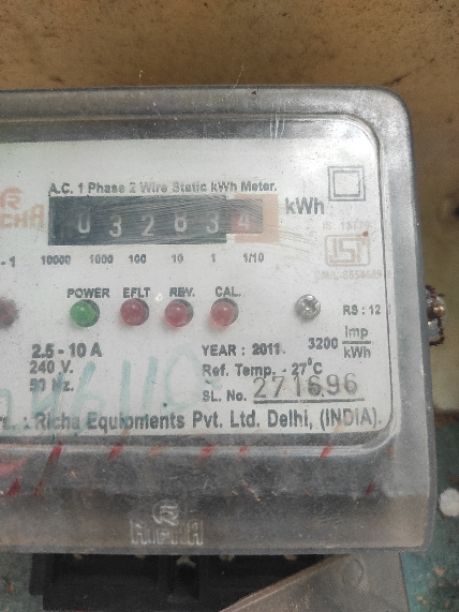 A.C. 1 Phase 2 Wire Static kWh Meter.
032834 kWh
10000 1000 100 10 1 1/10
POWER EFLT REV. CAL.
RS : 12
2.5 - 10 A YEAR : 2011 3200 Imp/kWh
240 V. Ref. Temp. - 27°C
50 Hz. SL. No. 271696
: Richa Equipments Pvt. Ltd. Delhi, (INDIA).
RICHA